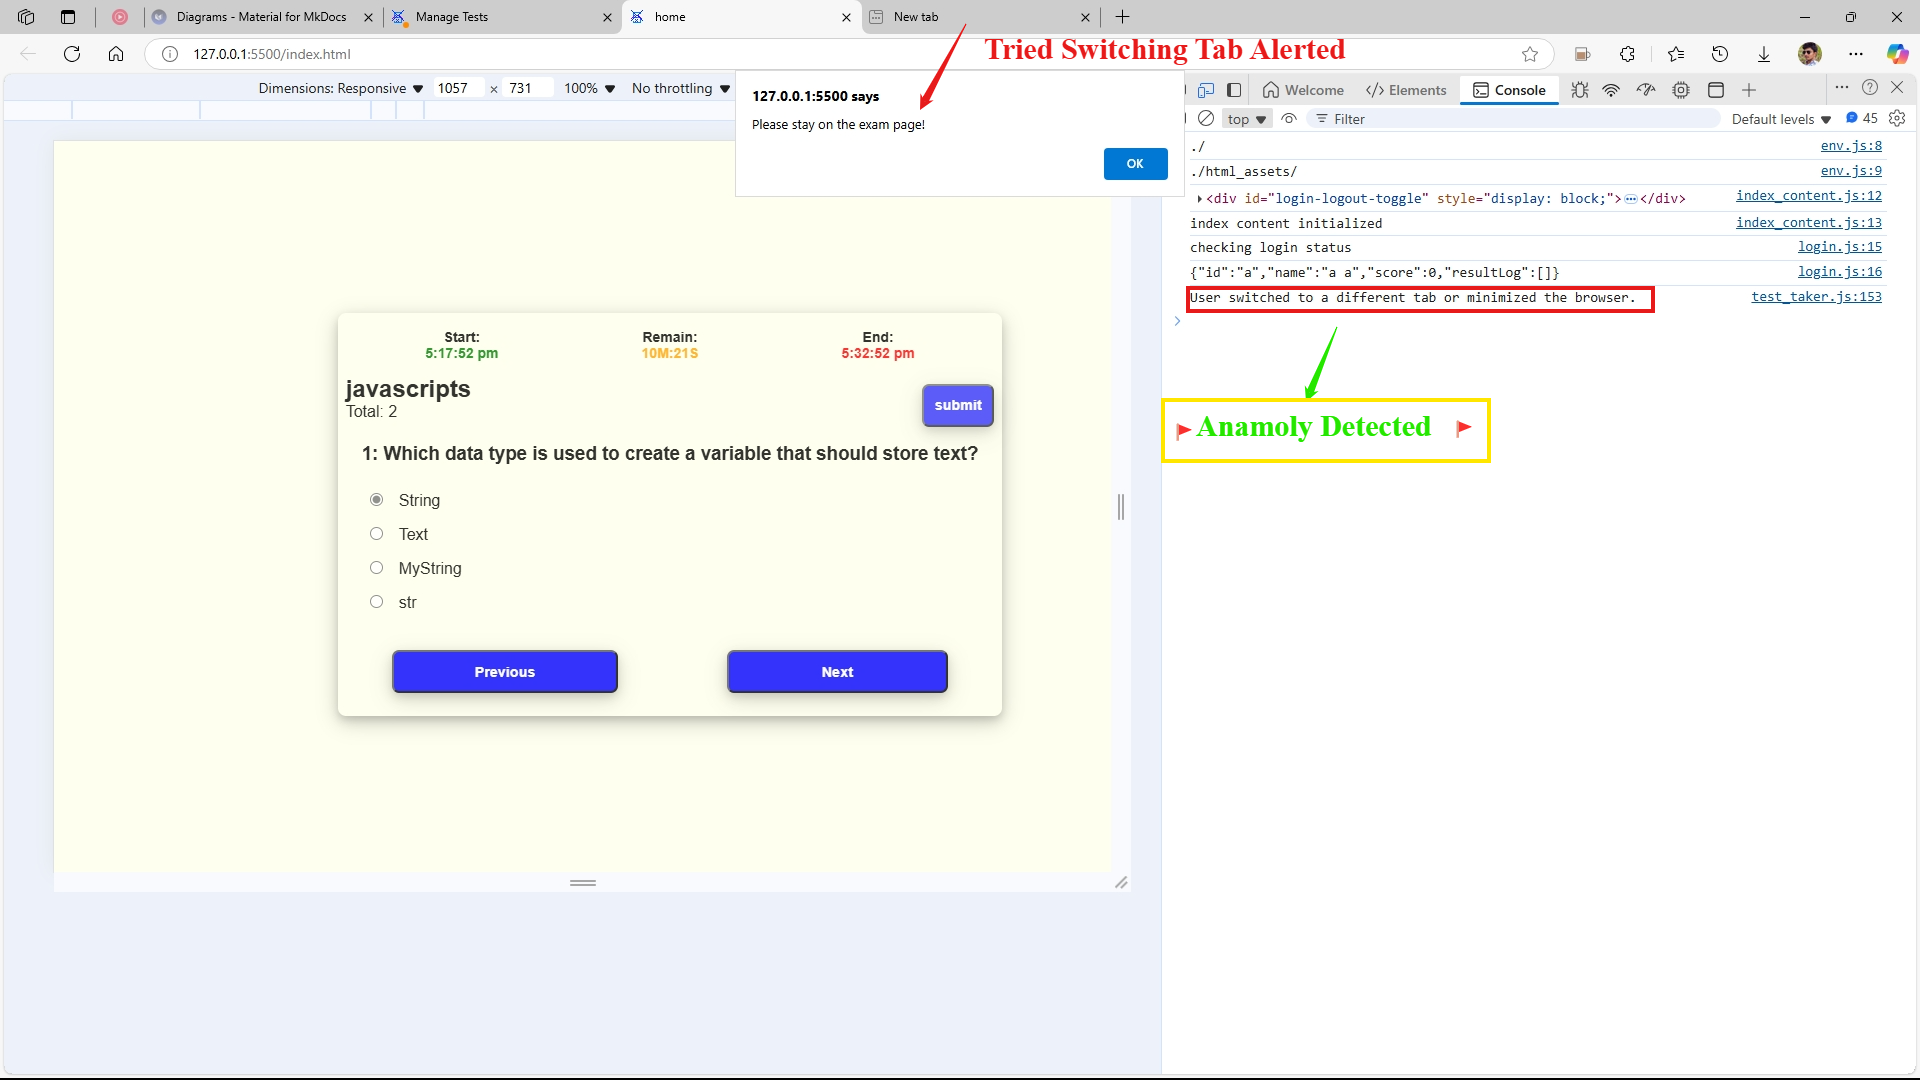 Diagrams - Material for MkDocs
Manage Tests
home
New tab
127.0.0.1:5500/index.html
Tried Switching Tab Alerted
Dimensions: Responsive
1057 × 731
100%
No throttling
127.0.0.1:5500 says
Please stay on the exam page!
OK
Welcome
Elements
Console
top
Filter
Default levels
45
./
env.js:8
./html_assets/
env.js:9
<div id="login-logout-toggle" style="display: block;"> </div>
index_content.js:12
index content initialized
index_content.js:13
checking login status
login.js:15
{"id":"a","name":"a a","score":0,"resultLog":[]}
login.js:16
User switched to a different tab or minimized the browser.
test_taker.js:153
Anamoly Detected
Start:
5:17:52 pm
Remain:
10M:21S
End:
5:32:52 pm
javascripts
Total: 2
submit
1: Which data type is used to create a variable that should store text?
String
Text
MyString
str
Previous
Next